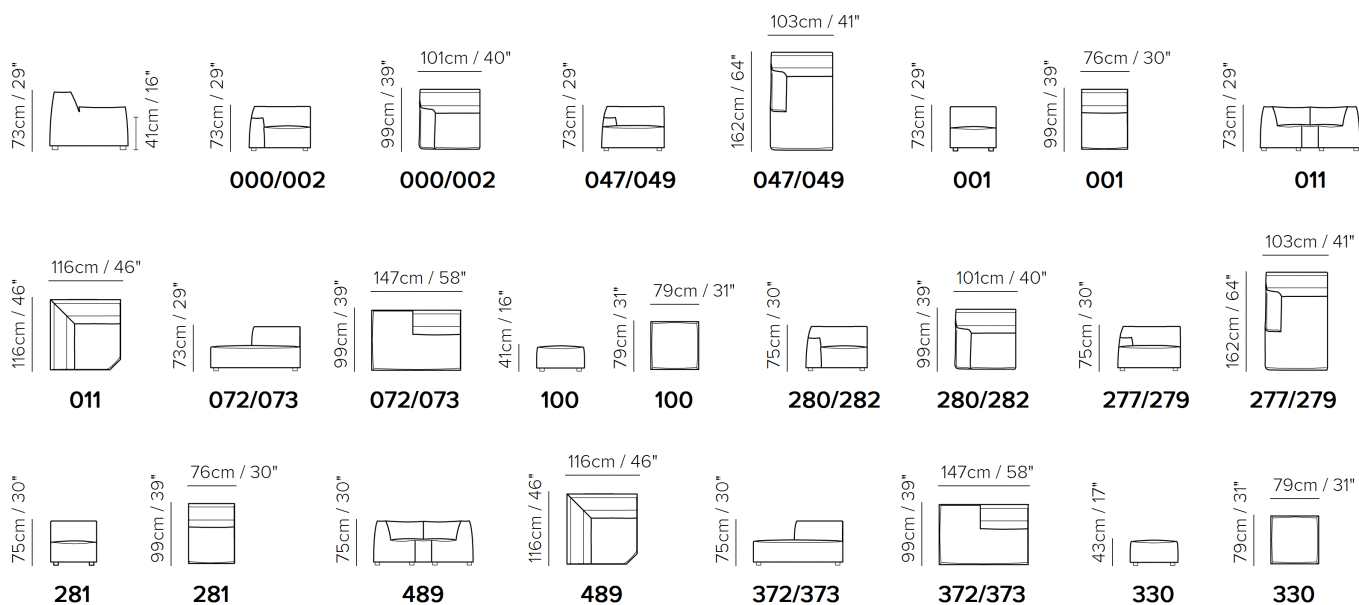 73cm / 29"
41cm / 16"
73cm / 29"
000/002
99cm / 39"
101cm / 40"
000/002
73cm / 29"
047/049
162cm / 64"
103cm / 41"
047/049
73cm / 29"
001
99cm / 39"
76cm / 30"
001
73cm / 29"
011
116cm / 46"
116cm / 46"
011
73cm / 29"
072/073
99cm / 39"
147cm / 58"
072/073
41cm / 16"
100
79cm / 31"
79cm / 31"
100
75cm / 30"
280/282
99cm / 39"
101cm / 40"
280/282
75cm / 30"
277/279
162cm / 64"
103cm / 41"
277/279
75cm / 30"
281
99cm / 39"
76cm / 30"
281
75cm / 30"
489
116cm / 46"
116cm / 46"
489
75cm / 30"
372/373
99cm / 39"
147cm / 58"
372/373
43cm / 17"
330
79cm / 31"
79cm / 31"
330